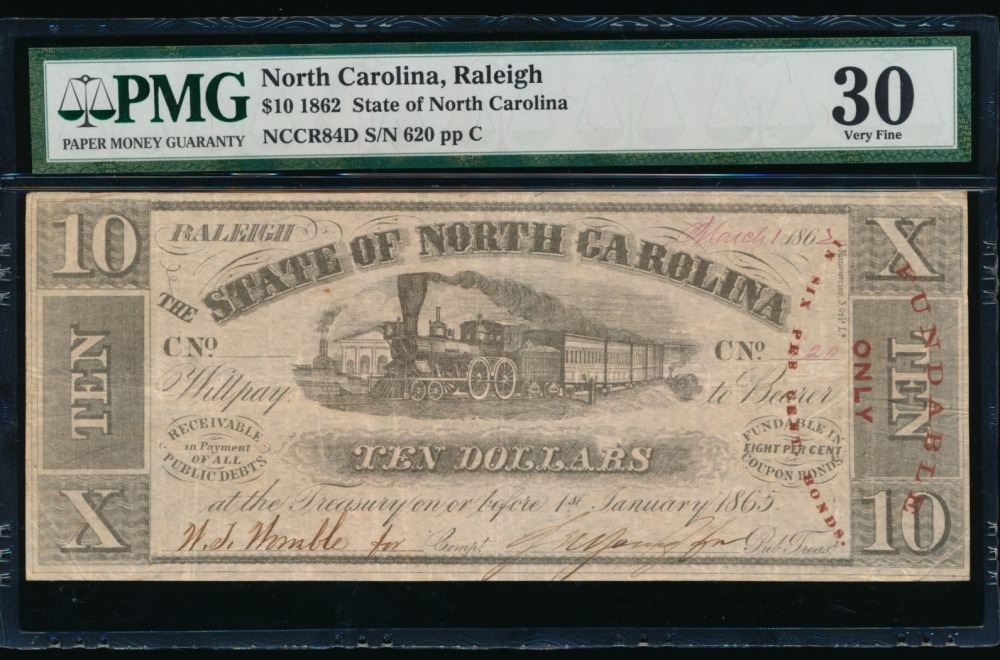 PMG
PAPER MONEY GUARANTY
North Carolina, Raleigh
$10 1862 State of North Carolina
NCCR84D S/N 620 pp C
30
Very Fine
10
RALEIGH
March 1 1862
X
THE STATE OF NORTH CAROLINA
TEN
CNº
CNº 620
TEN
Will pay
to Bearer
RECEIVABLE
in Payment
OF ALL
PUBLIC DEBTS
TEN DOLLARS
FUNDABLE IN
EIGHT PER CENT
COUPON BONDS
at the Treasury on or before 1st January 1865
X
W. J. Womble for Compt
for Pub. Treas.
10
FUNDABLE
ONLY
IN SIX PER CENT BONDS.